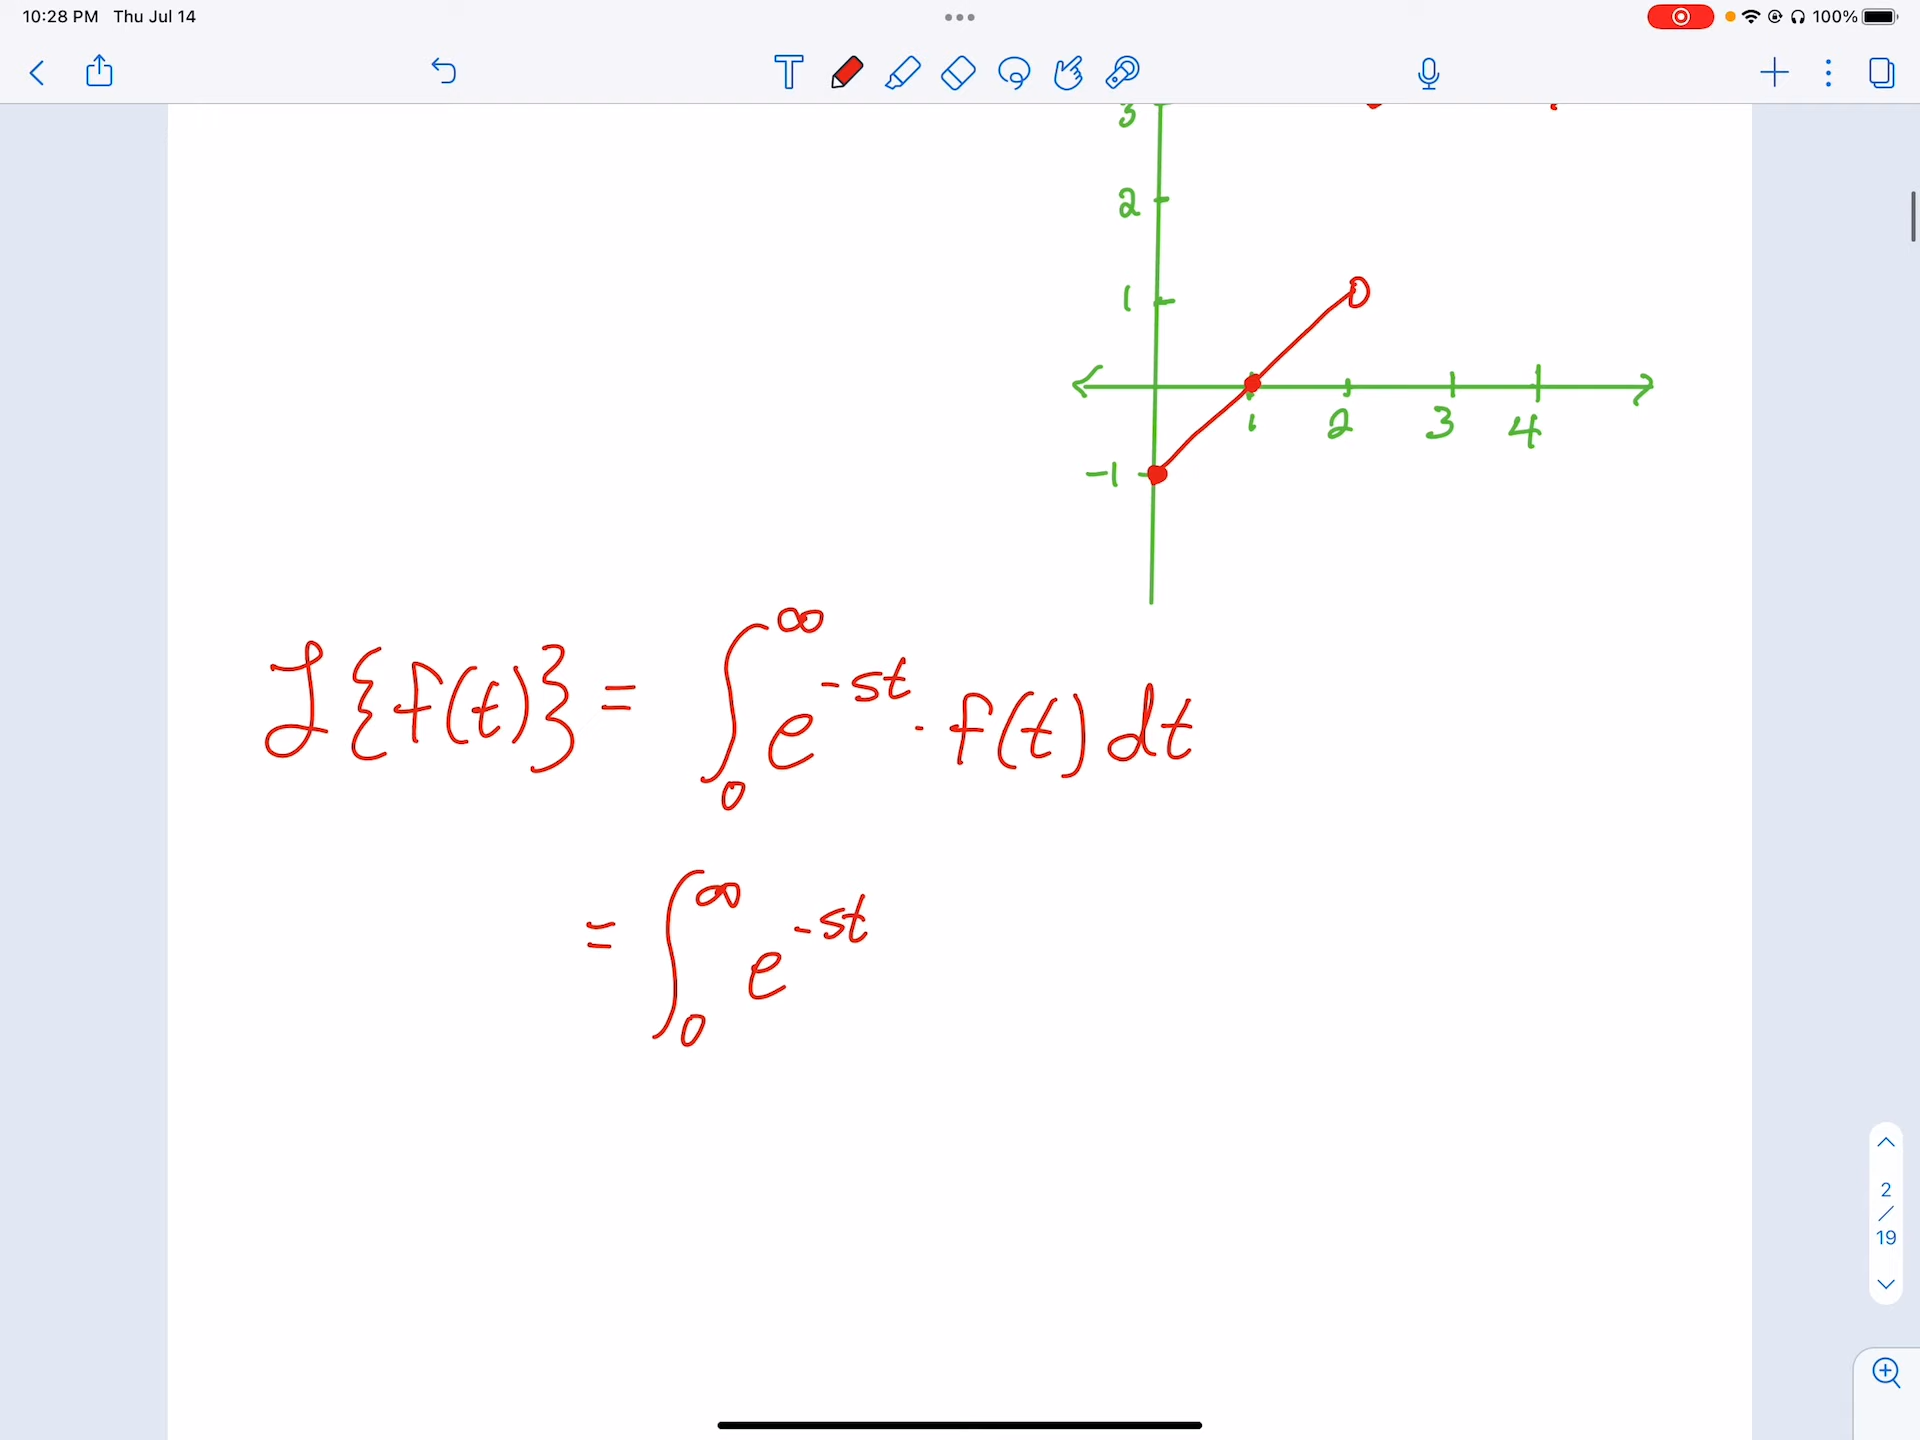 10:28 PM Thu Jul 14
100%
3
2
1
1 2 3 4
-1
ℒ{f(t)} = ∫₀^∞ e^(-st) · f(t) dt
= ∫₀^∞ e^(-st)
2
/
19